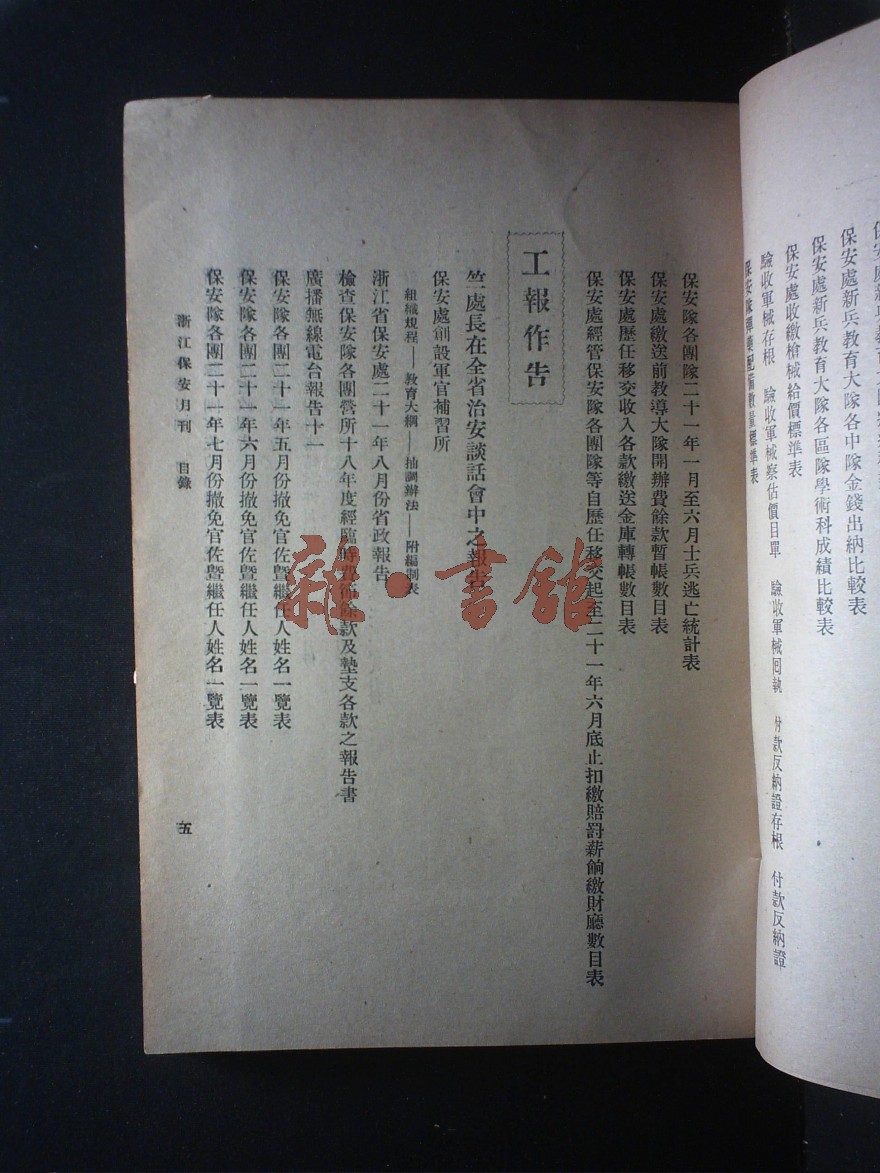 保安處新兵教育大隊各中隊金錢出納比較表
保安處新兵教育大隊各區隊學術科成績比較表
保安處收繳槍械給價標準表
驗收軍械存根 驗收軍械察估價目單 驗收軍械囘執 付款反納證存根 付款反納證
保安隊各團隊二十一年一月至六月士兵逃亡統計表
保安處繳送前教導大隊開辦費餘款暫帳數目表
保安處歷任移交收入各款繳送金庫轉帳數目表
保安處經管保安隊各團隊等自歷任移交起至二十一年六月底止扣繳賠罰薪餉繳財廳數目表
工報作告
竺處長在全省治安談話會中之報告
保安處創設軍官補習所
組織規程——教育大綱——抽調辦法——附編制表
浙江省保安處二十一年八月份省政報告
檢查保安隊各團營所十八年度經臨時費節餘款及墊支各款之報告書
廣播無線電台報告十一
保安隊各團二十一年五月份撤免官佐暨繼任人姓名一覽表
保安隊各團二十一年六月份撤免官佐暨繼任人姓名一覽表
保安隊各團二十一年七月份撤免官佐暨繼任人姓名一覽表
浙江保安月刊 目錄
五
雜·書館